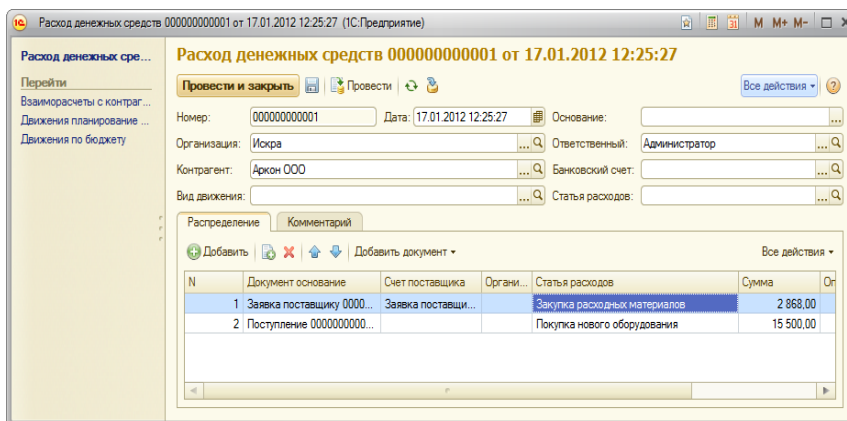 Расход денежных средств 000000000001 от 17.01.2012 12:25:27 (1С:Предприятие)
M M+ M-
Расход денежных сре...
Перейти
Взаиморасчеты с контраг...
Движения планирование ...
Движения по бюджету
Расход денежных средств 000000000001 от 17.01.2012 12:25:27
Провести и закрыть Провести Все действия
Номер: 000000000001 Дата: 17.01.2012 12:25:27 Основание:
Организация: Искра Ответственный: Администратор
Контрагент: Аркон ООО Банковский счет:
Вид движения: Статья расходов:
Распределение Комментарий
Добавить Добавить документ Все действия
N Документ основание Счет поставщика Органи... Статья расходов Сумма Оп
1 Заявка поставщику 0000... Заявка поставщи... Закупка расходных материалов 2 868,00
2 Поступление 0000000000... Покупка нового оборудования 15 500,00